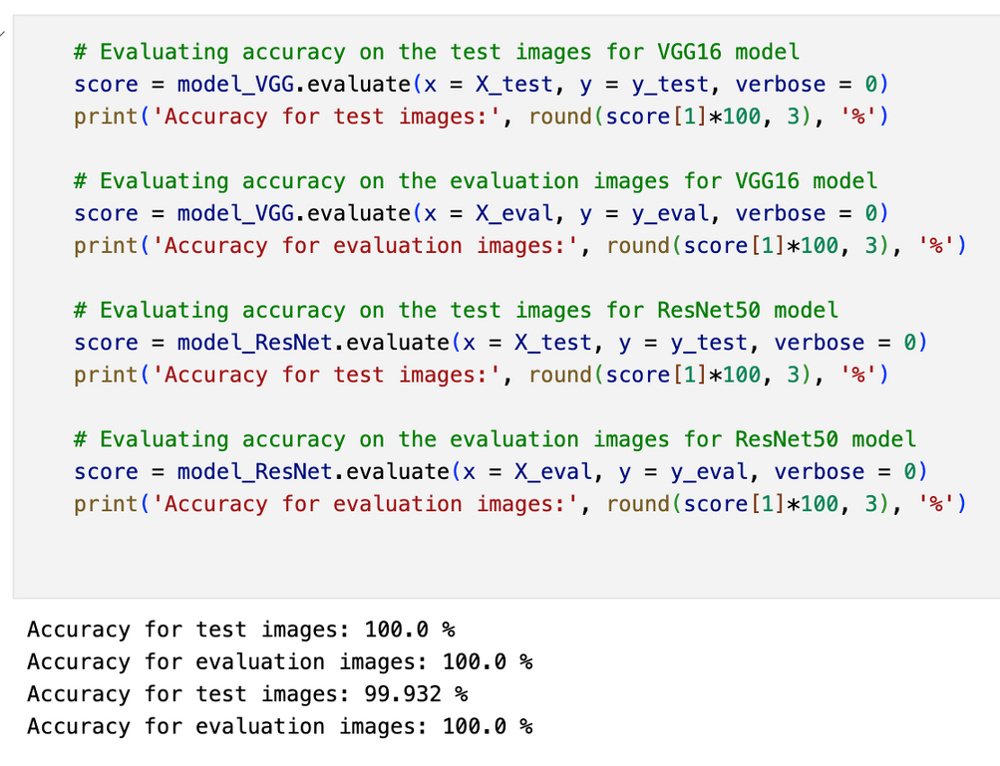 # Evaluating accuracy on the test images for VGG16 model
score = model_VGG.evaluate(x = X_test, y = y_test, verbose = 0)
print('Accuracy for test images:', round(score[1]*100, 3), '%')
# Evaluating accuracy on the evaluation images for VGG16 model
score = model_VGG.evaluate(x = X_eval, y = y_eval, verbose = 0)
print('Accuracy for evaluation images:', round(score[1]*100, 3), '%')
# Evaluating accuracy on the test images for ResNet50 model
score = model_ResNet.evaluate(x = X_test, y = y_test, verbose = 0)
print('Accuracy for test images:', round(score[1]*100, 3), '%')
# Evaluating accuracy on the evaluation images for ResNet50 model
score = model_ResNet.evaluate(x = X_eval, y = y_eval, verbose = 0)
print('Accuracy for evaluation images:', round(score[1]*100, 3), '%')
Accuracy for test images: 100.0 %
Accuracy for evaluation images: 100.0 %
Accuracy for test images: 99.932 %
Accuracy for evaluation images: 100.0 %